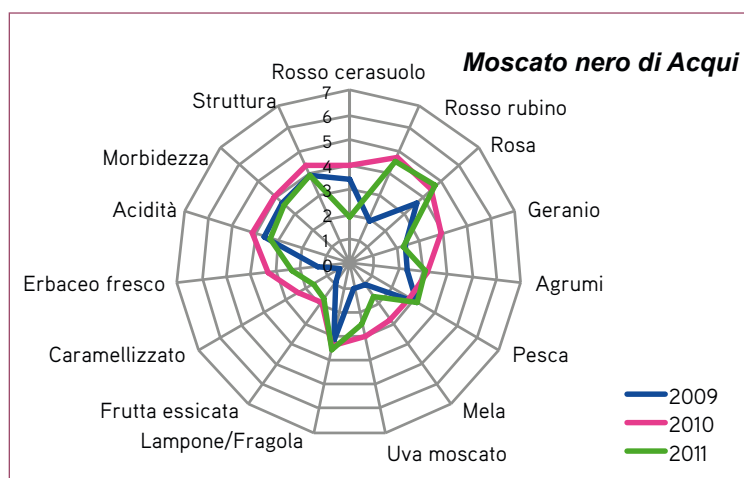 Moscato nero di Acqui
Rosso cerasuolo
Rosso rubino
Rosa
Geranio
Agrumi
Pesca
Mela
Uva moscato
Lampone/Fragola
Frutta essicata
Caramellizzato
Erbaceo fresco
Acidità
Morbidezza
Struttura
7
6
5
4
3
2
1
0
2009
2010
2011